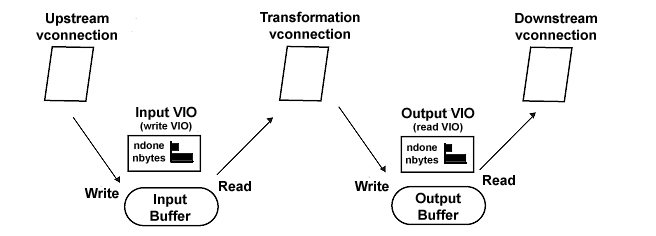 Upstream
vconnection
Transformation
vconnection
Downstream
vconnection
Input VIO
(write VIO)
ndone
nbytes
Output VIO
(read VIO)
ndone
nbytes
Write
Read
Input
Buffer
Write
Read
Output
Buffer